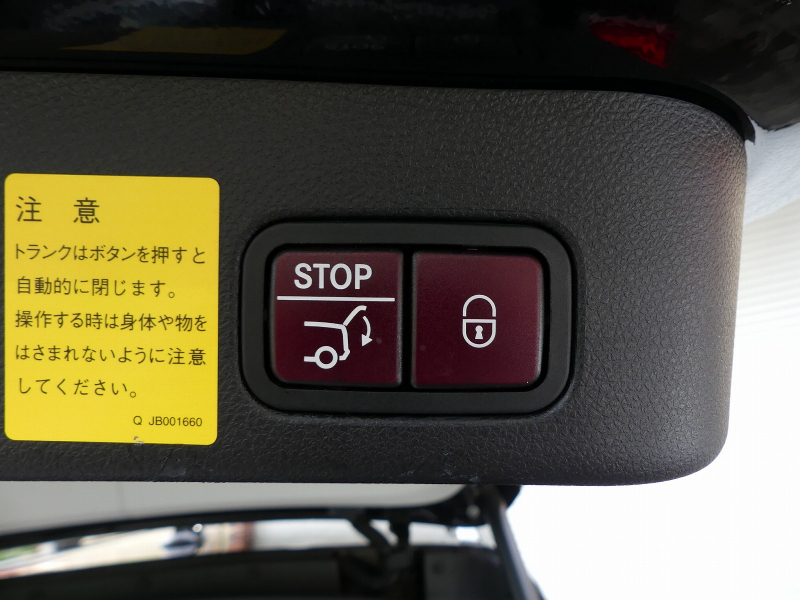 注 意
トランクはボタンを押すと
自動的に閉じます。
操作する時は身体や物を
はさまれないように注意
してください。
Q JB001660
STOP